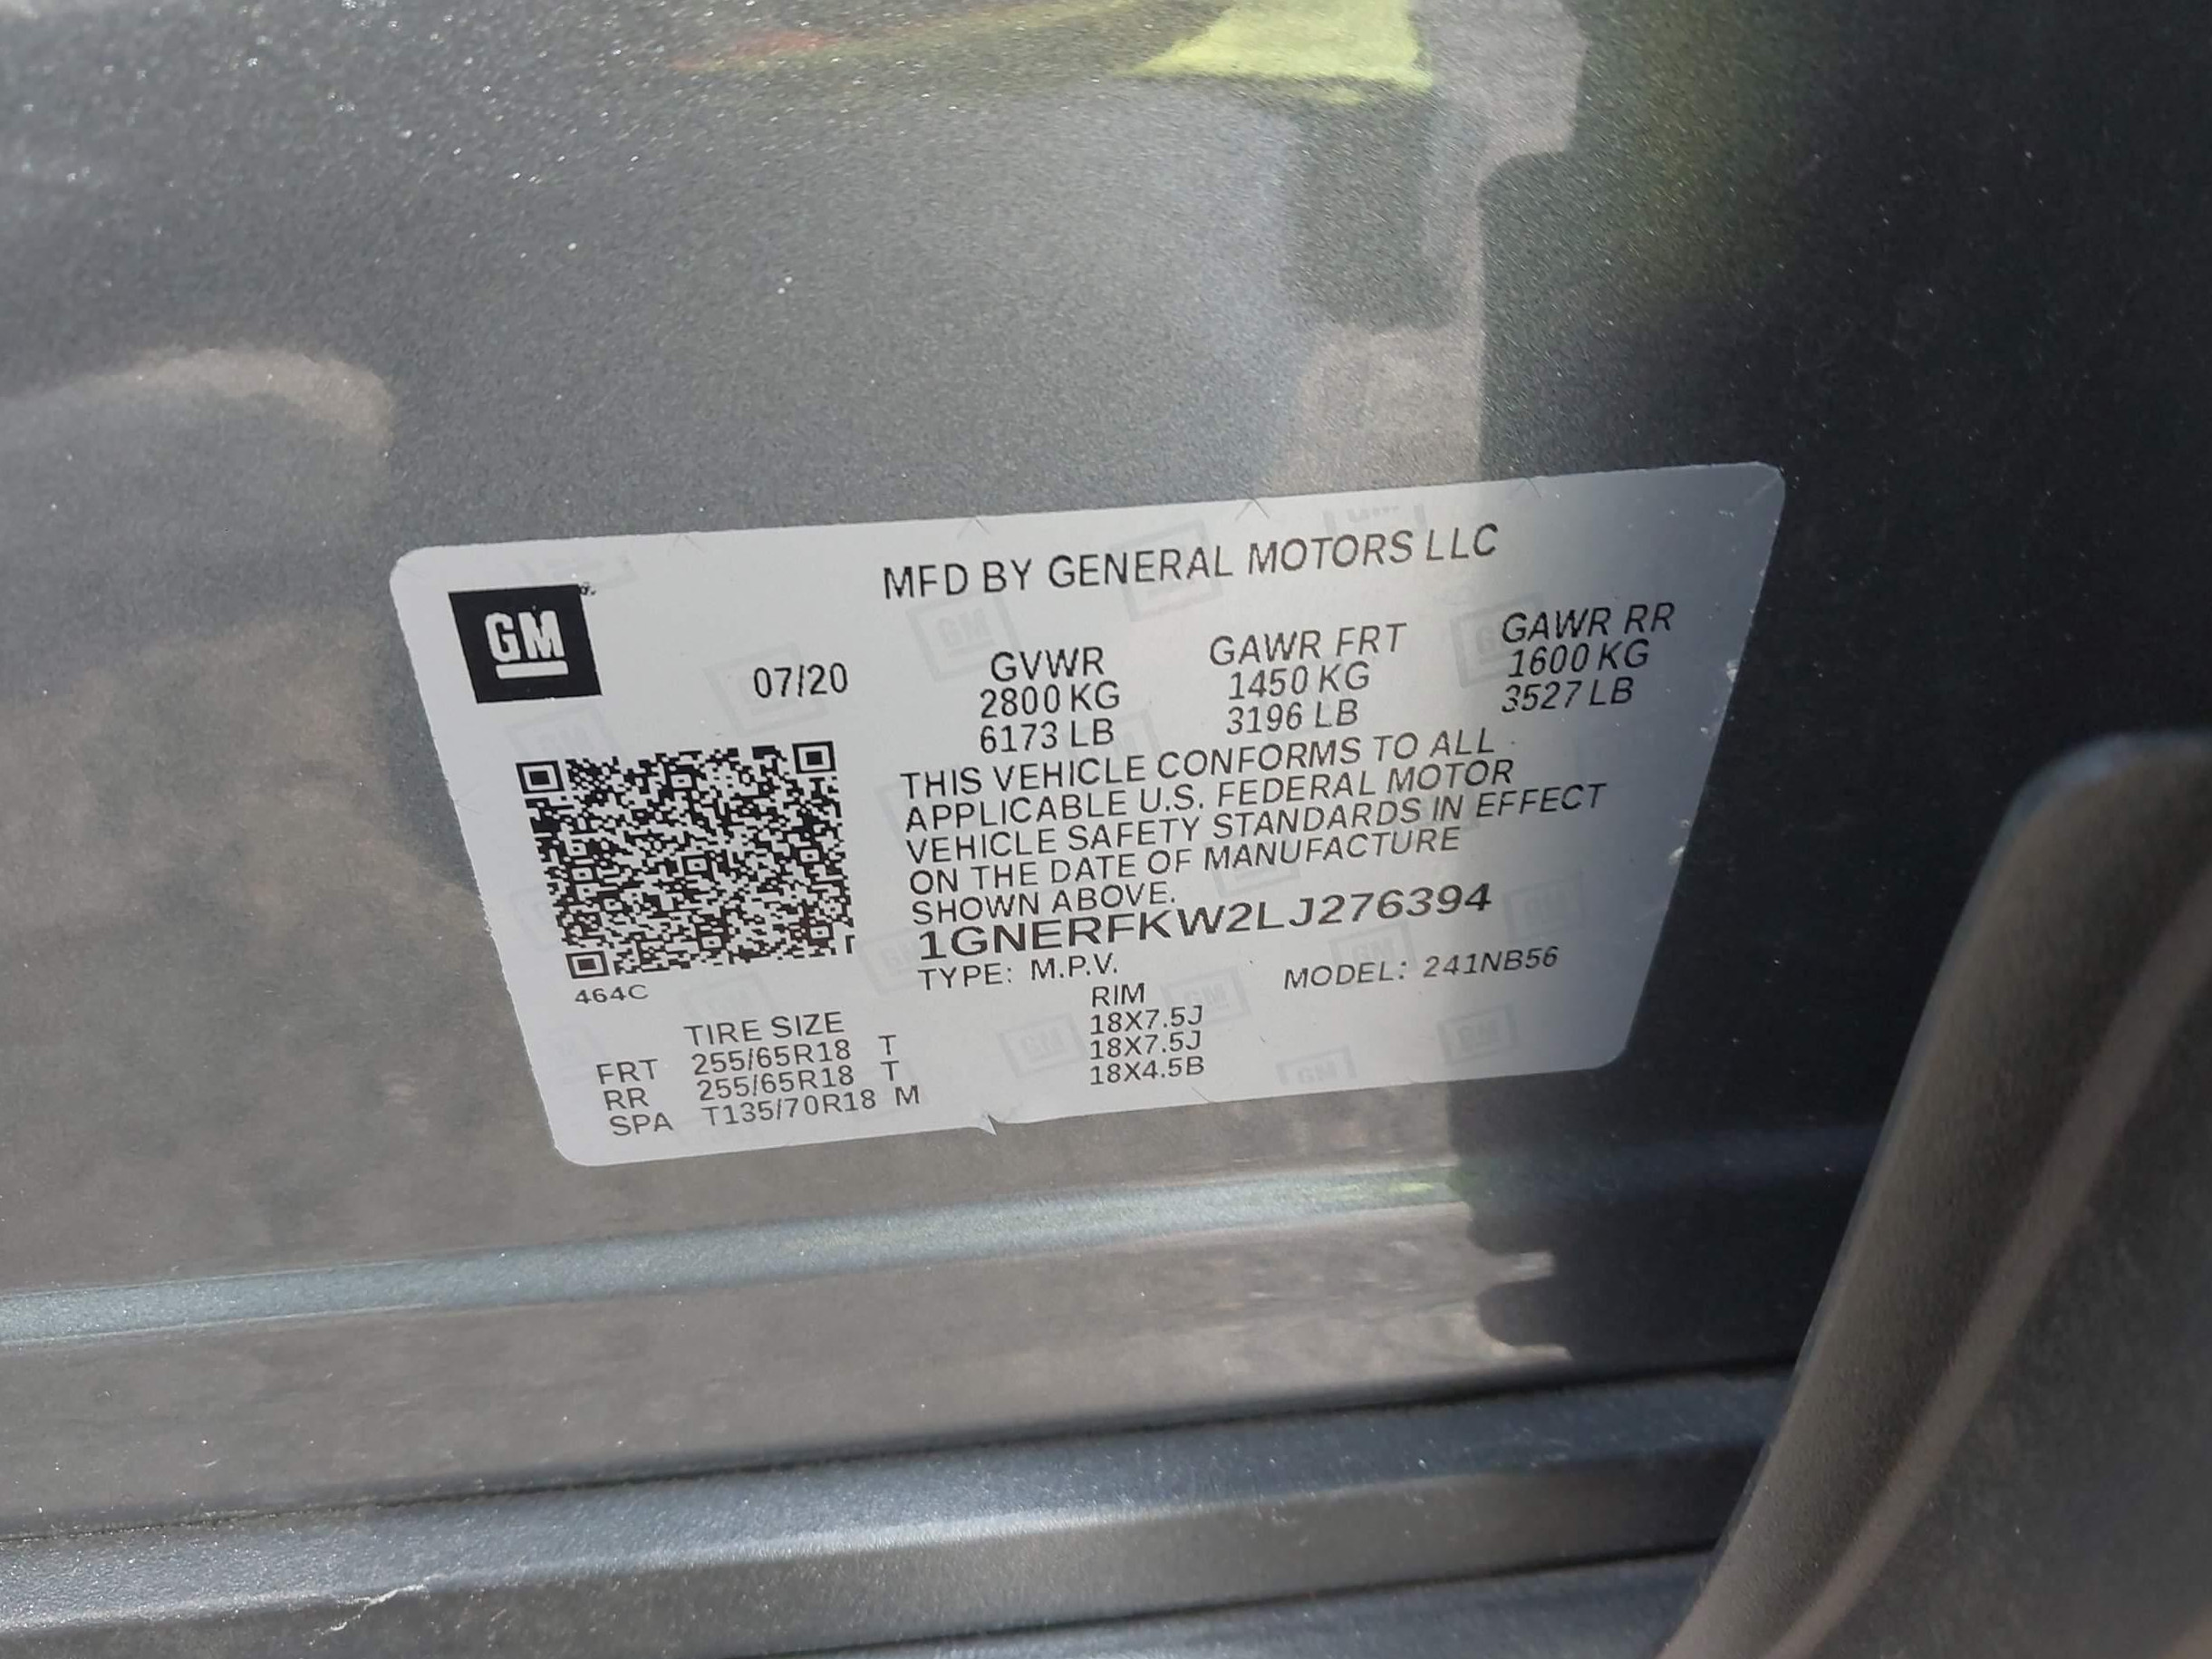 MFD BY GENERAL MOTORS LLC
GM
07/20
GVWR
2800 KG
6173 LB
GAWR FRT
1450 KG
3196 LB
GAWR RR
1600 KG
3527 LB
THIS VEHICLE CONFORMS TO ALL
APPLICABLE U.S. FEDERAL MOTOR
VEHICLE SAFETY STANDARDS IN EFFECT
ON THE DATE OF MANUFACTURE
SHOWN ABOVE.
1GNERFKW2LJ276394
TYPE: M.P.V. MODEL: 241NB56
464C
TIRE SIZE RIM
FRT 255/65R18 T 18X7.5J
RR 255/65R18 T 18X7.5J
SPA T135/70R18 M 18X4.5B